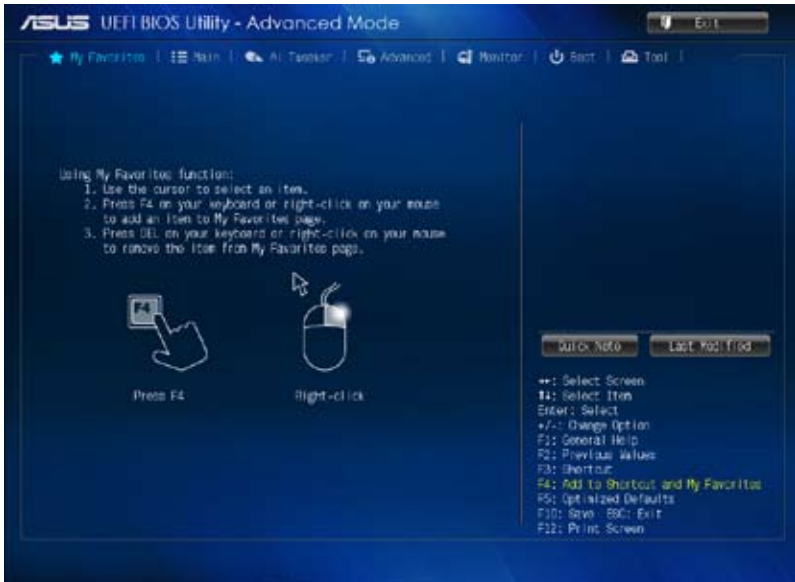 ASUS UEFI BIOS Utility - Advanced Mode
Exit
My Favorites Main Ai Tweaker Advanced Monitor Boot Tool
Using My Favorites function:
1. Use the cursor to select an item.
2. Press F4 on your keyboard or right-click on your mouse
to add an item to My Favorites page.
3. Press DEL on your keyboard or right-click on your mouse
to remove the item from My Favorites page.
F4
Press F4
Right-click
Quick Note
Last Modified
→←: Select Screen
↑↓: Select Item
Enter: Select
+/-: Change Option
F1: General Help
F2: Previous Values
F3: Shortcut
F4: Add to Shortcut and My Favorites
F5: Optimized Defaults
F10: Save ESC: Exit
F12: Print Screen